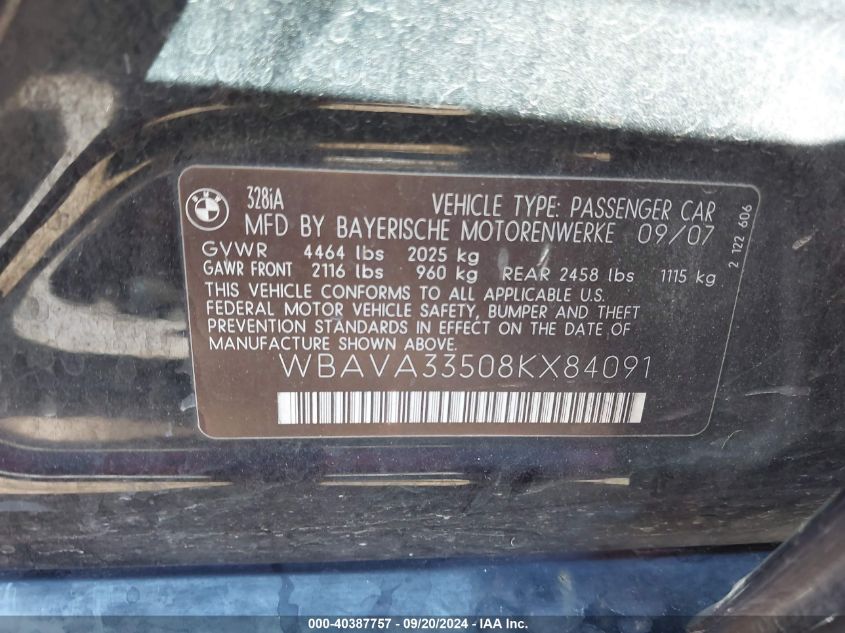 BMW
328iA VEHICLE TYPE: PASSENGER CAR
MFD BY BAYERISCHE MOTORENWERKE 09/07
GVWR 4464 lbs 2025 kg
GAWR FRONT 2116 lbs 960 kg REAR 2458 lbs 1115 kg
THIS VEHICLE CONFORMS TO ALL APPLICABLE U.S.
FEDERAL MOTOR VEHICLE SAFETY, BUMPER AND THEFT
PREVENTION STANDARDS IN EFFECT ON THE DATE OF
MANUFACTURE SHOWN ABOVE.
WBAVA33508KX84091
2 122 606
000-40387757 - 09/20/2024 - IAA